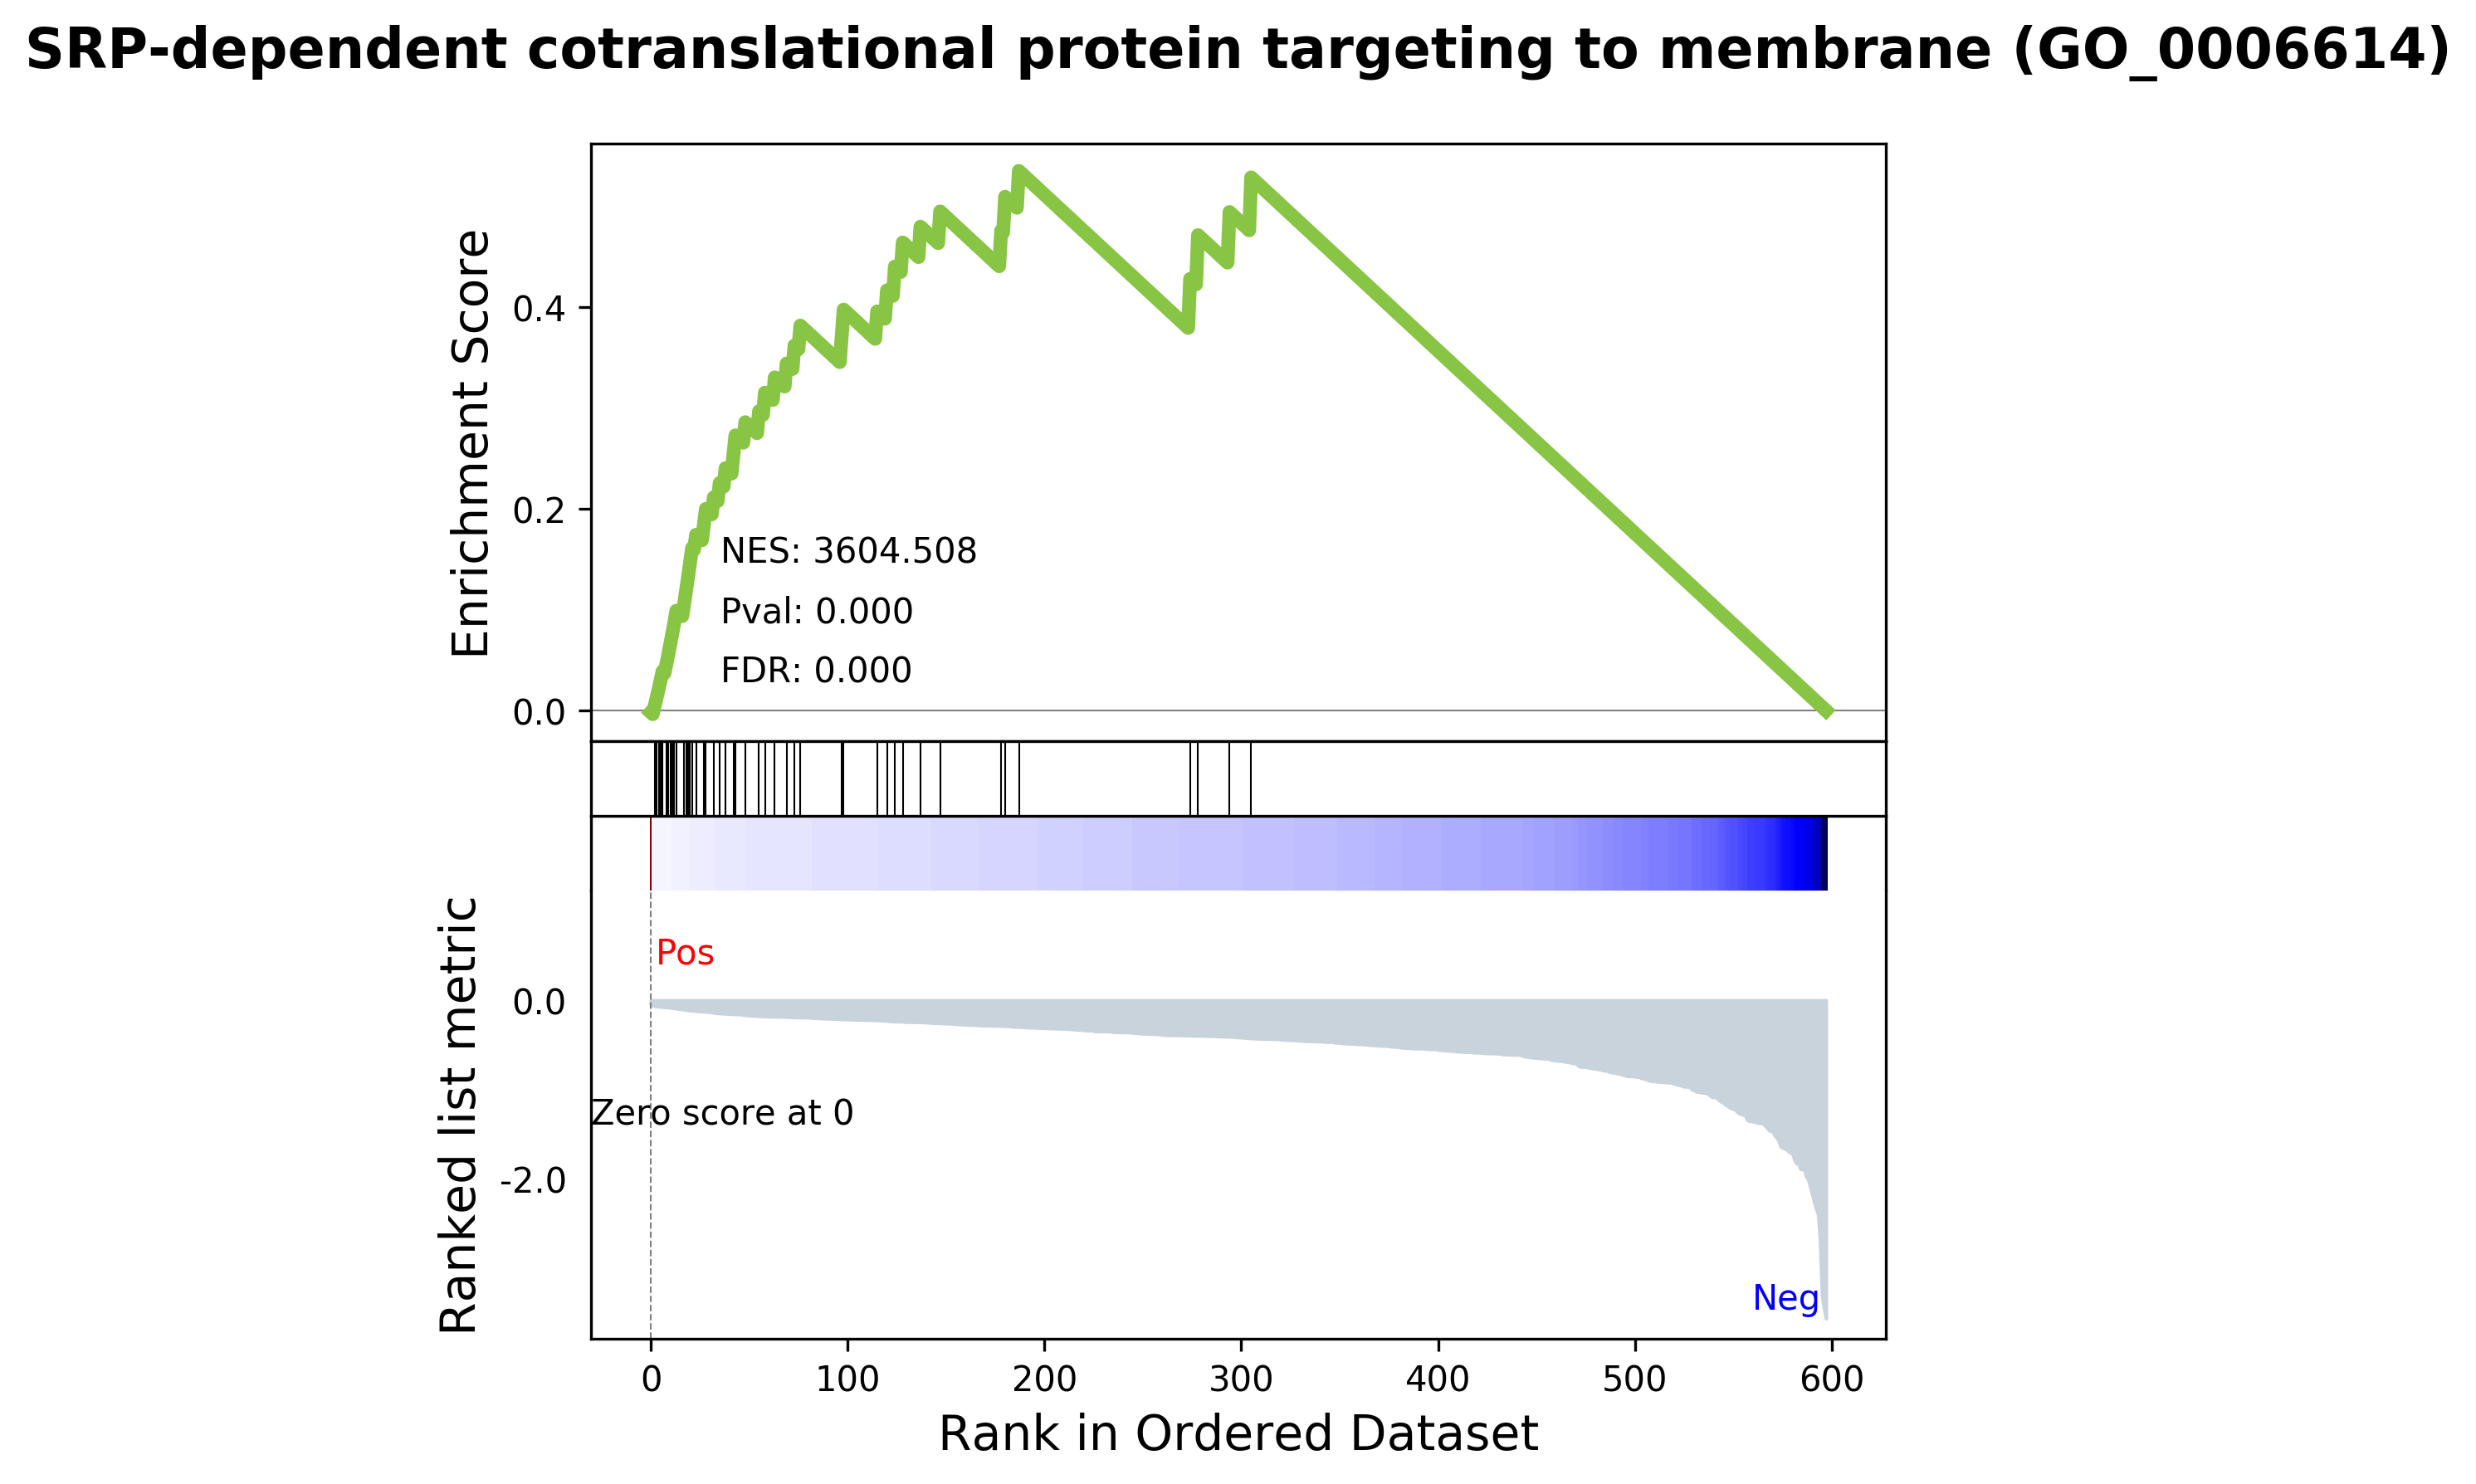 SRP-dependent cotranslational protein targeting to membrane (GO_0006614)
Enrichment Score
0.4
0.2
0.0
NES: 3604.508
Pval: 0.000
FDR: 0.000
Ranked list metric
Pos
0.0
Zero score at 0
-2.0
Neg
0 100 200 300 400 500 600
Rank in Ordered Dataset